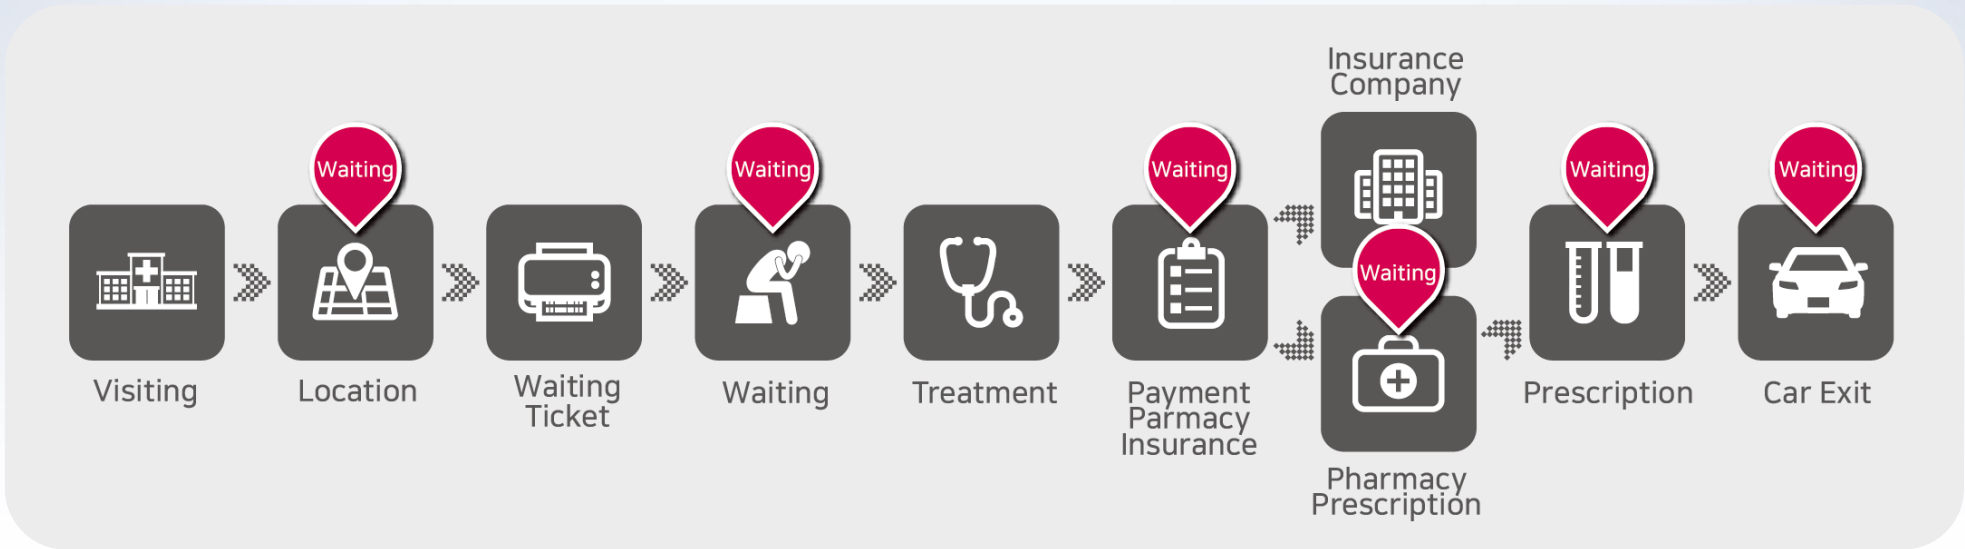 Visiting
Waiting
Location
Waiting
Ticket
Waiting
Waiting
Treatment
Waiting
Payment
Parmacy
Insurance
Insurance
Company
Waiting
Pharmacy
Prescription
Waiting
Prescription
Waiting
Car Exit